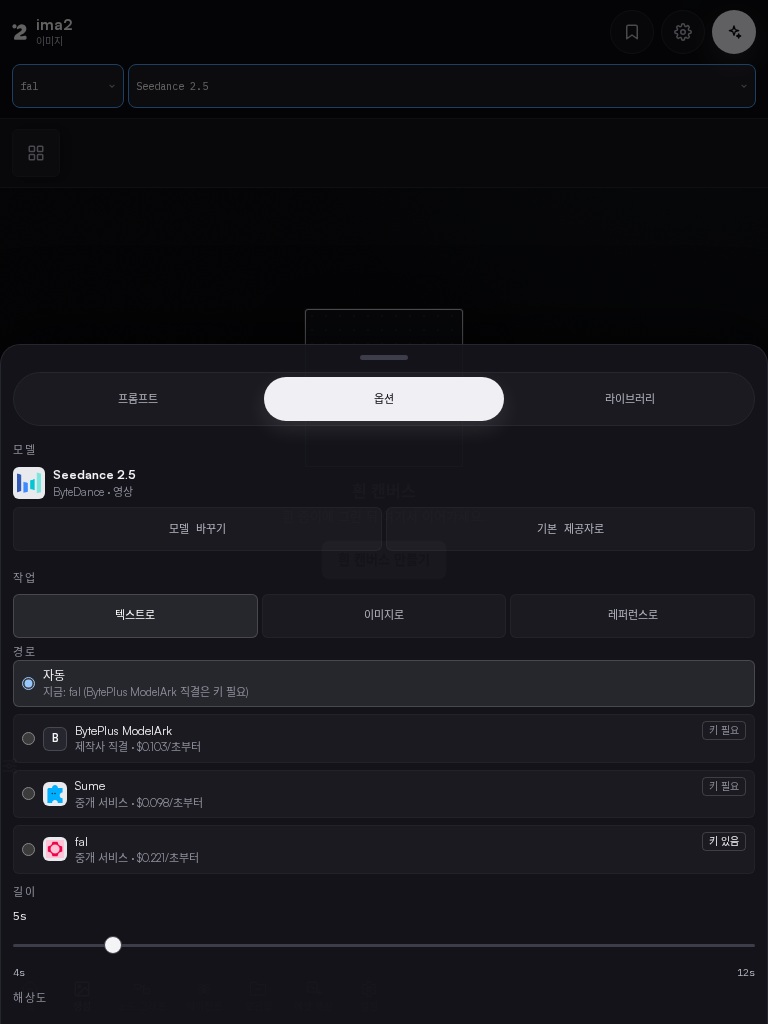 ima2
이미지
fal
Seedance 2.5
프롬프트
옵션
라이브러리
모델
Seedance 2.5
ByteDance · 영상
모델 바꾸기
기본 제공자로
작업
텍스트로
이미지로
레퍼런스로
경로
자동
지금: fal (BytePlus ModelArk 직결은 키 필요)
B
BytePlus ModelArk
키 필요
제작사 직결 · $0.103/초부터
Sume
키 필요
중개 서비스 · $0.098/초부터
fal
키 있음
중개 서비스 · $0.221/초부터
길이
5s
4s
12s
해상도